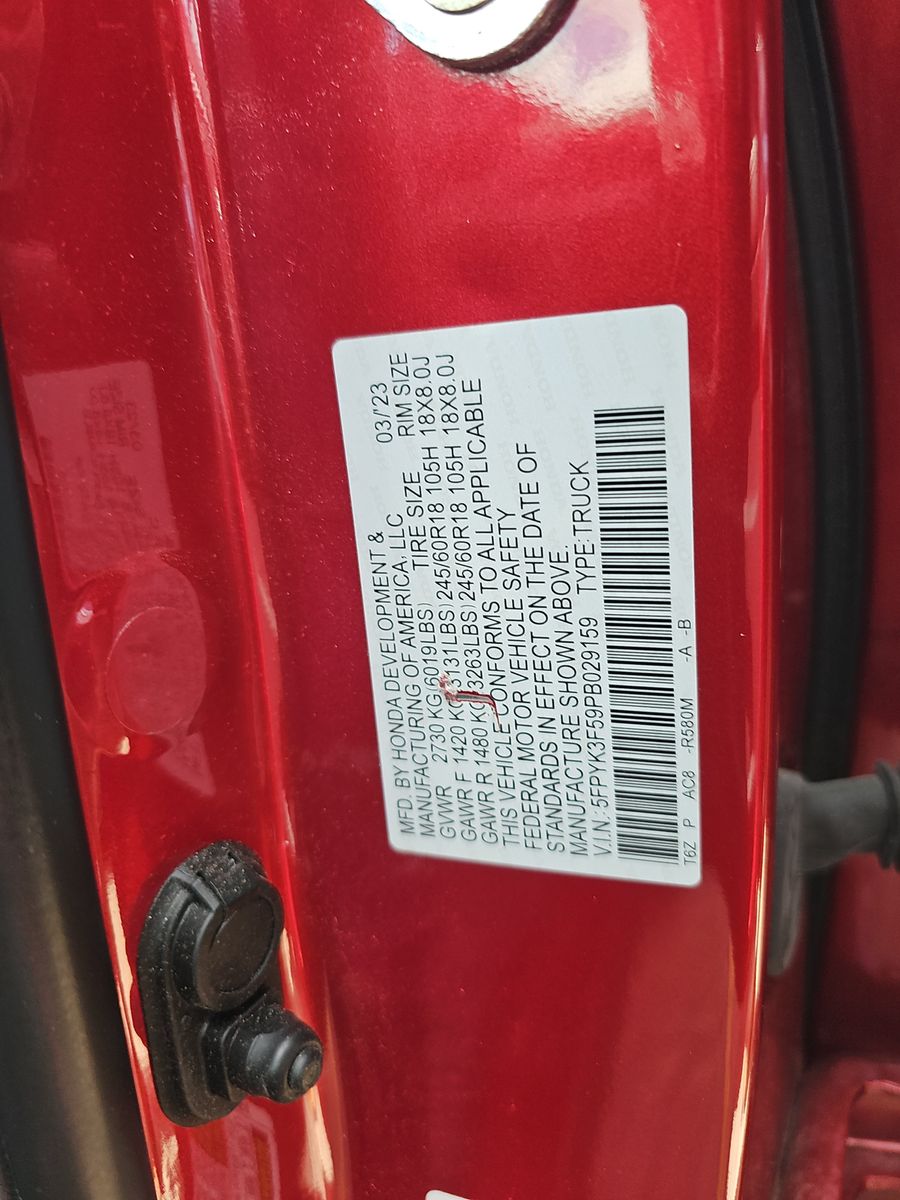 MFD. BY HONDA DEVELOPMENT &
MANUFACTURING OF AMERICA, LLC 03/'23
GVWR 2730 KG(6019LBS) TIRE SIZE RIM SIZE
GAWR F 1420 KG 3131LBS) 245/60R18 105H 18X8.0J
GAWR R 1480 KG 3263LBS) 245/60R18 105H 18X8.0J
THIS VEHICLE CONFORMS TO ALL APPLICABLE
FEDERAL MOTOR VEHICLE SAFETY
STANDARDS IN EFFECT ON THE DATE OF
MANUFACTURE SHOWN ABOVE.
V.I.N.: 5FPYK3F59PB029159 TYPE: TRUCK
T6Z P AC8 -R580M -A -B